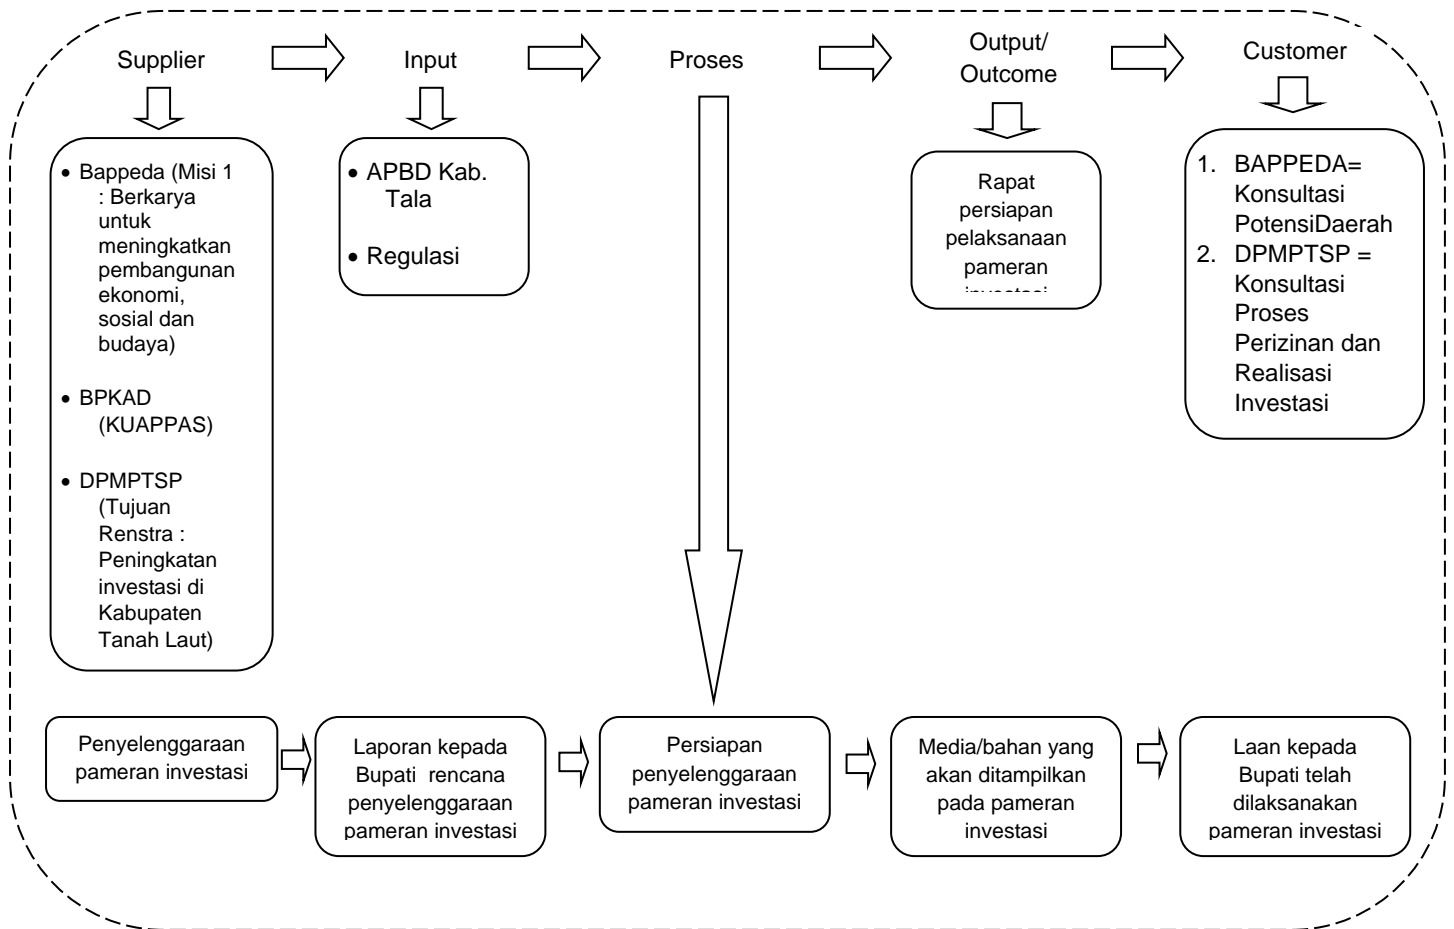 Supplier
Input
Proses
Output/
Outcome
Customer
• Bappeda (Misi 1
: Berkarya
untuk
meningkatkan
pembangunan
ekonomi,
sosial dan
budaya)
• BPKAD
(KUAPPAS)
• DPMPTSP
(Tujuan
Renstra :
Peningkatan
investasi di
Kabupaten
Tanah Laut)
• APBD Kab.
Tala
• Regulasi
Rapat
persiapan
pelaksanaan
pameran
1. BAPPEDA=
Konsultasi
PotensiDaerah
2. DPMPTSP =
Konsultasi
Proses
Perizinan dan
Realisasi
Investasi
Penyelenggaraan
pameran investasi
Laporan kepada
Bupati rencana
penyelenggaraan
pameran investasi
Persiapan
penyelenggaraan
pameran investasi
Media/bahan yang
akan ditampilkan
pada pameran
investasi
Laan kepada
Bupati telah
dilaksanakan
pameran investasi